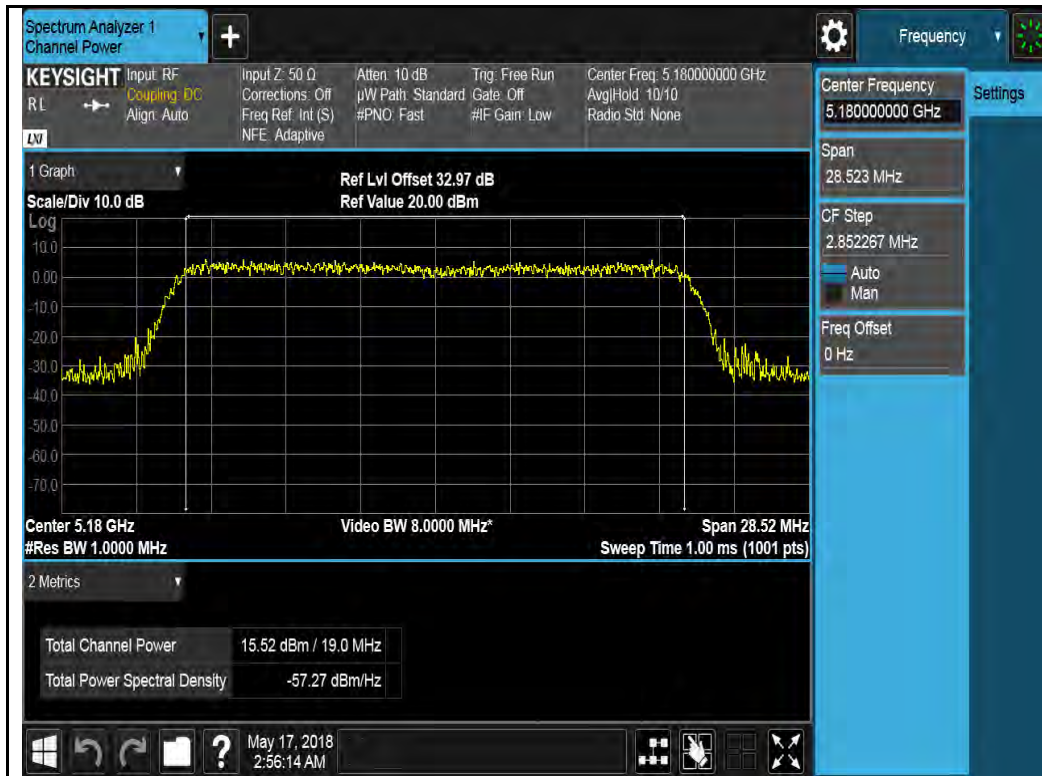 Spectrum Analyzer 1
Channel Power
+
Frequency
KEYSIGHT
RL
LXI
Input: RF
Coupling: DC
Align: Auto
Input Z: 50 Ω
Corrections: Off
Freq Ref: Int (S)
NFE: Adaptive
Atten: 10 dB
µW Path: Standard
#PNO: Fast
Trig: Free Run
Gate: Off
#IF Gain: Low
Center Freq: 5.180000000 GHz
Avg|Hold: 10/10
Radio Std: None
Center Frequency
5.180000000 GHz
Settings
Span
28.523 MHz
CF Step
2.852267 MHz
Auto
Man
Freq Offset
0 Hz
1 Graph
Scale/Div 10.0 dB
Ref Lvl Offset 32.97 dB
Ref Value 20.00 dBm
Log
10.0
0.00
-10.0
-20.0
-30.0
-40.0
-50.0
-60.0
-70.0
Center 5.18 GHz
Video BW 8.0000 MHz*
Span 28.52 MHz
#Res BW 1.0000 MHz
Sweep Time 1.00 ms (1001 pts)
2 Metrics
Total Channel Power 15.52 dBm / 19.0 MHz
Total Power Spectral Density -57.27 dBm/Hz
?
May 17, 2018
2:56:14 AM